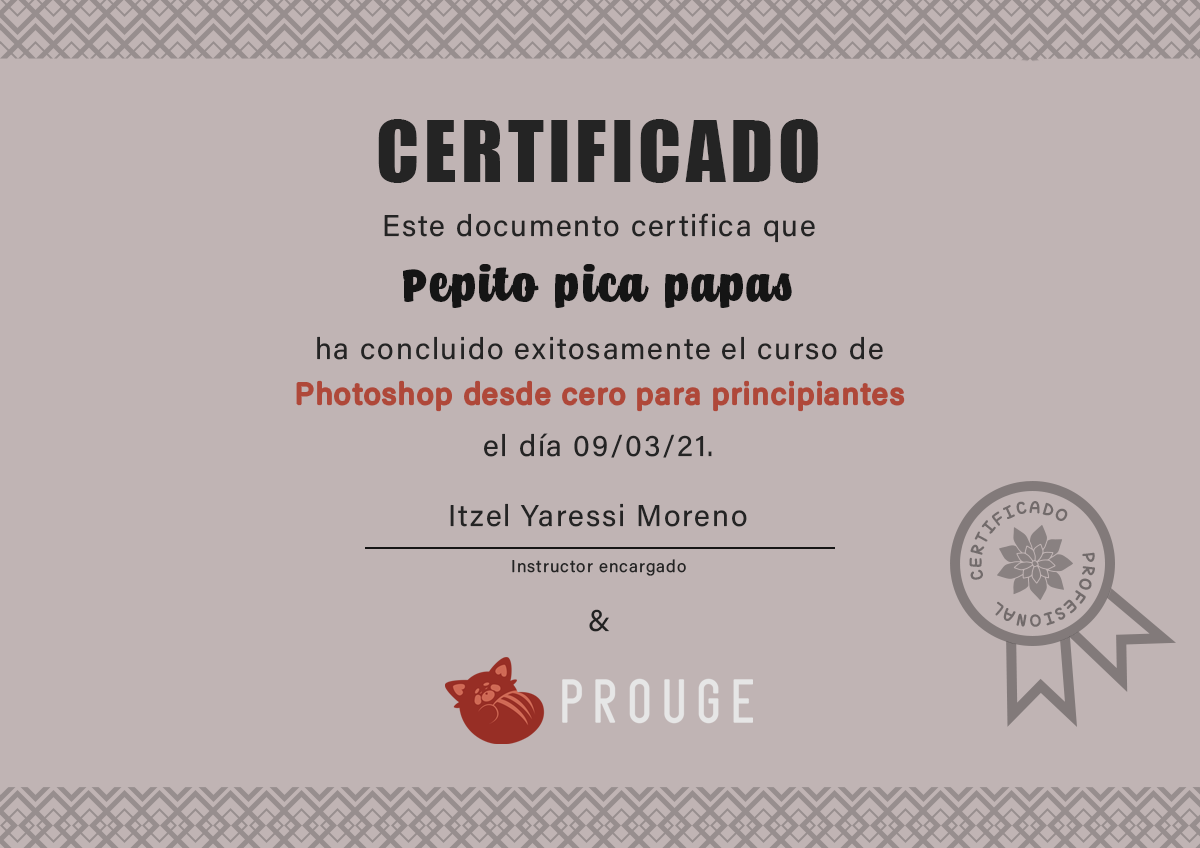 CERTIFICADO
Este documento certifica que
Pepito pica papas
ha concluido exitosamente el curso de
Photoshop desde cero para principiantes
el día 09/03/21.
Itzel Yaressi Moreno
Instructor encargado
&
PROUGE
CERTIFICADO PROFESIONAL